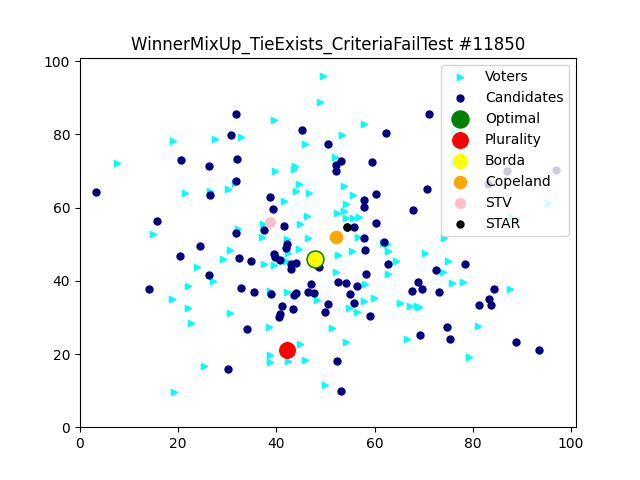 WinnerMixUp_TieExists_CriteriaFailTest #11850
100
80
60
40
20
0
0 20 40 60 80 100
Voters
Candidates
Optimal
Plurality
Borda
Copeland
STV
STAR